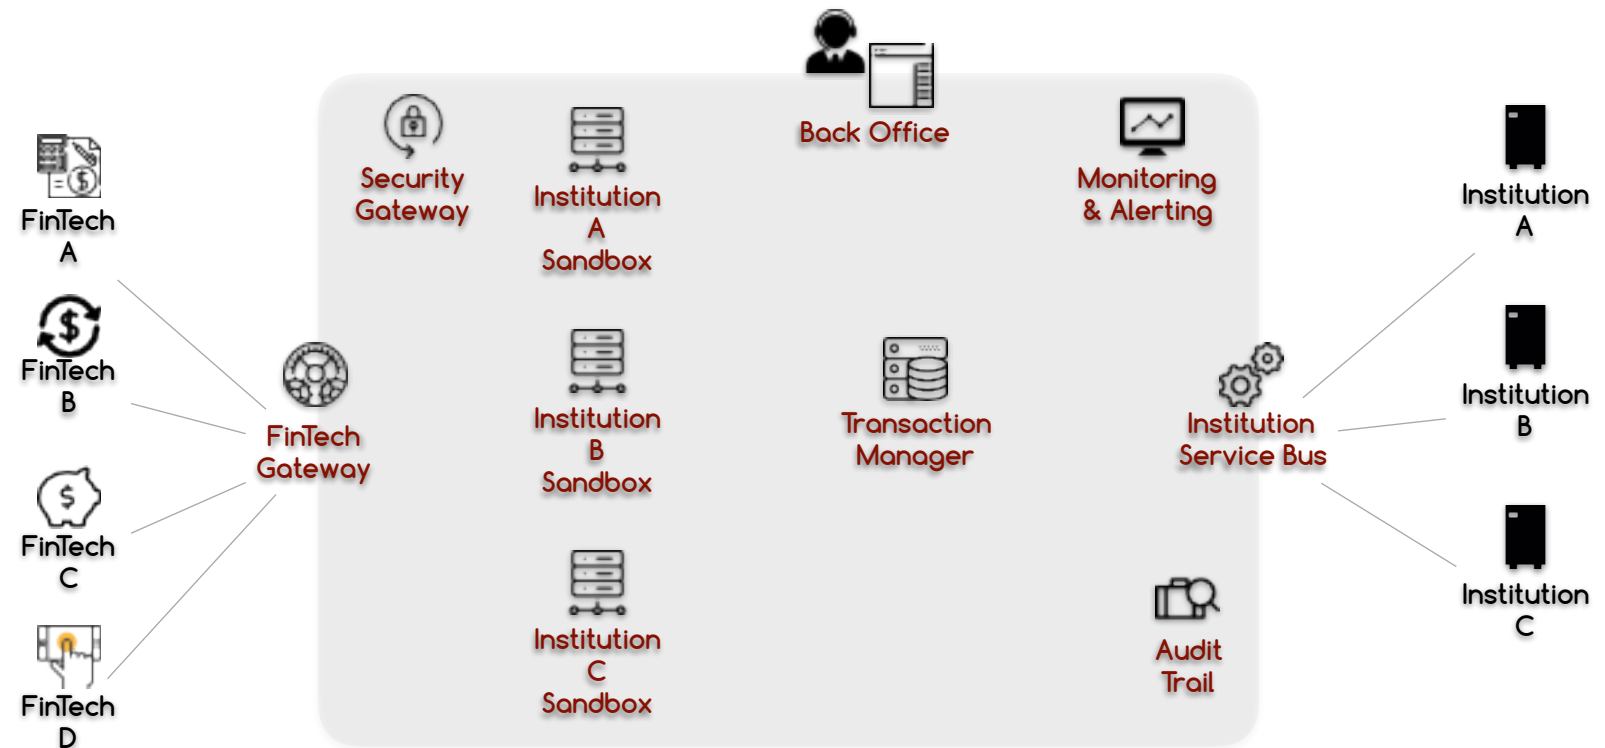 Back Office
Security
Gateway
Institution
A
Sandbox
Monitoring
& Alerting
FinTech
A
Institution
A
FinTech
B
FinTech
Gateway
Institution
B
Sandbox
Transaction
Manager
Institution
Service Bus
Institution
B
FinTech
C
Institution
C
Sandbox
Audit
Trail
Institution
C
FinTech
D